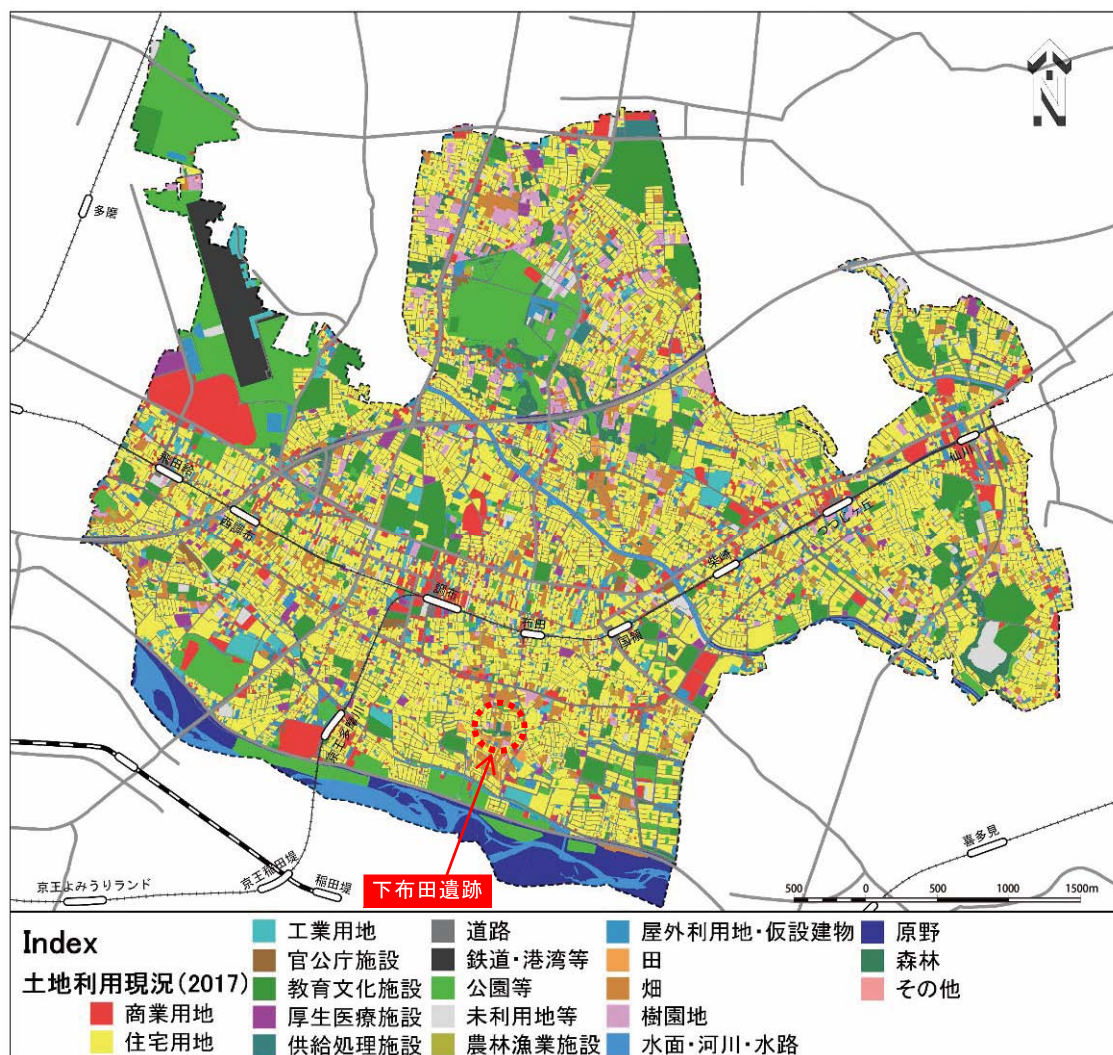 N
多磨
飛田給
西調布
調布
布田
国領
柴崎
つつじヶ丘
仙川
京王多摩川
京王よみうりランド
京王稲田堤
稲田堤
喜多見
下布田遺跡
500 0 500 1000 1500m
Index
土地利用現況(2017)
商業用地
住宅用地
工業用地
官公庁施設
教育文化施設
厚生医療施設
供給処理施設
道路
鉄道・港湾等
公園等
未利用地等
農林漁業施設
屋外利用地・仮設建物
田
畑
樹園地
水面・河川・水路
原野
森林
その他